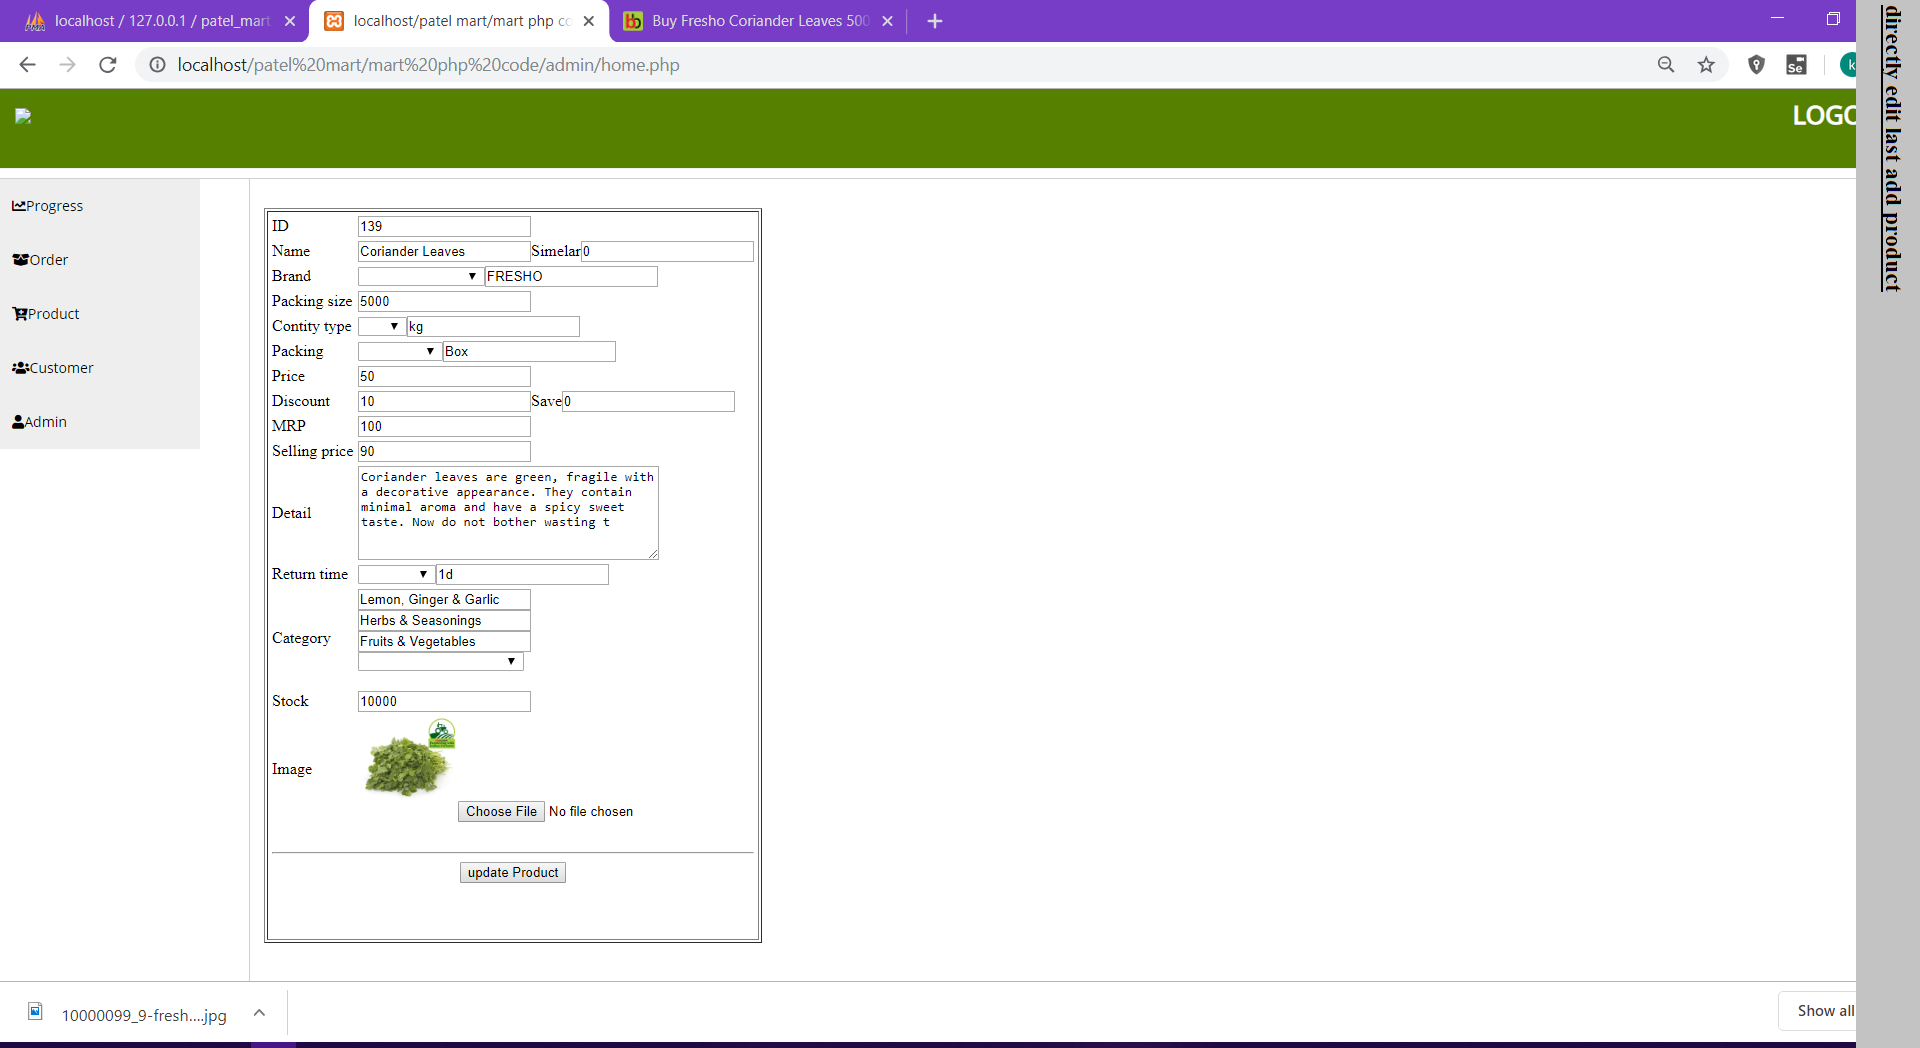 localhost / 127.0.0.1 / patel_mart
localhost/patel mart/mart php co
Buy Fresho Coriander Leaves 500
localhost/patel%20mart/mart%20php%20code/admin/home.php
Se
k
LOGO
directly edit last add product
Progress
Order
Product
Customer
Admin
ID 139
Name Coriander Leaves Simelar 0
Brand FRESHO
Packing size 5000
Contity type kg
Packing Box
Price 50
Discount 10 Save 0
MRP 100
Selling price 90
Detail
Coriander leaves are green, fragile with
a decorative appearance. They contain
minimal aroma and have a spicy sweet
taste. Now do not bother wasting t
Return time 1d
Category
Lemon, Ginger & Garlic
Herbs & Seasonings
Fruits & Vegetables
Stock 10000
Image
Choose File No file chosen
update Product
10000099_9-fresh....jpg
Show all